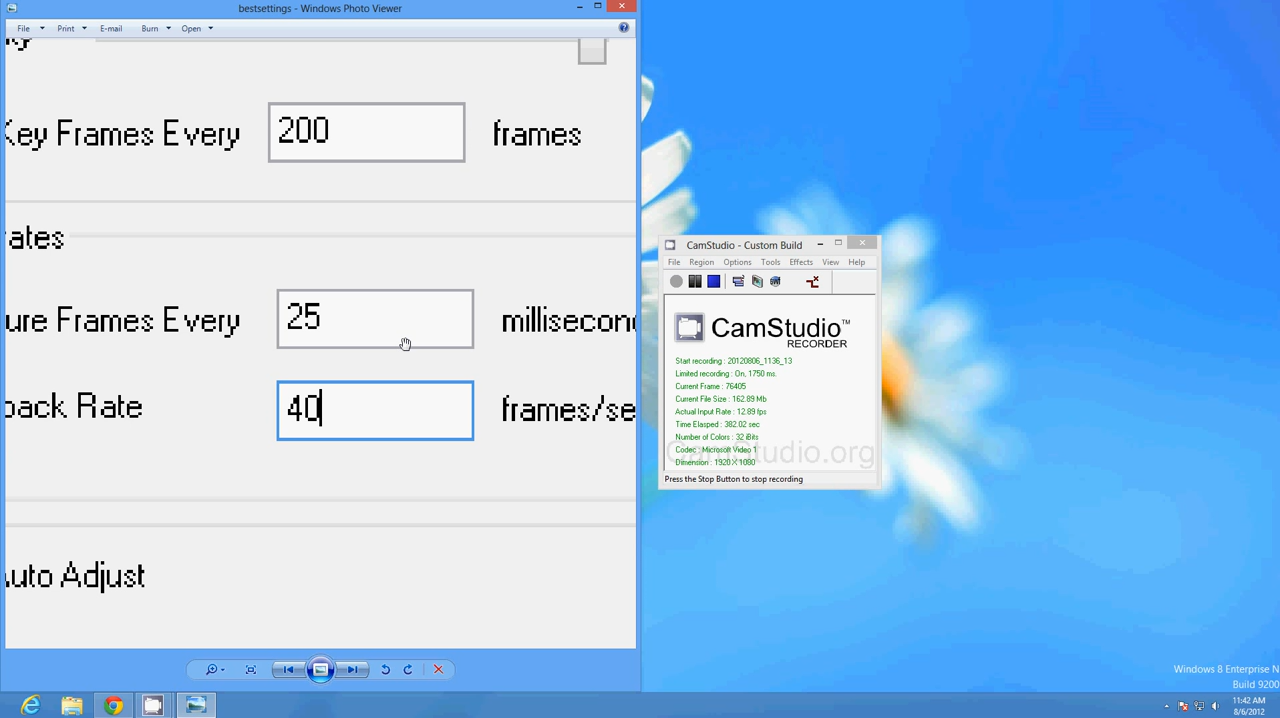 bestsettings - Windows Photo Viewer
File Print E-mail Burn Open
Key Frames Every 200 frames
ates
ure Frames Every 25 millisecon
back Rate 40 frames/se
Auto Adjust
CamStudio - Custom Build
File Region Options Tools Effects View Help
CamStudio™
RECORDER
Start recording : 20120806_1136_13
Limited recording : On, 1750 ms.
Current Frame : 76405
Current File Size : 162.89 Mb
Actual Input Rate : 12.89 fps
Time Elasped : 382.02 sec
Number of Colors : 32 iBits
Codec : Microsoft Video 1
Dimension : 1920 X 1080
CamStudio.org
Press the Stop Button to stop recording
Windows 8 Enterprise N
Build 9200
11:42 AM
8/6/2012